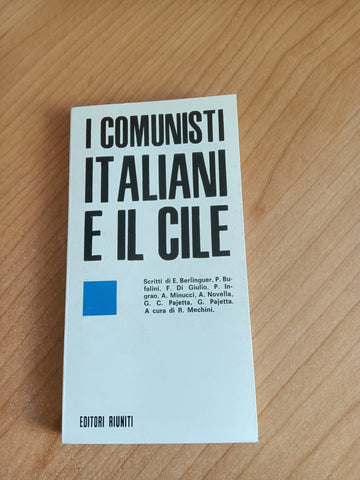 I COMUNISTI
ITALIANI
E IL CILE
Scritti di E. Berlinguer, P. Bu-
falini, F. Di Giulio, P. In-
grao, A. Minucci, A. Novella,
G. C. Pajetta, G. Pajetta.
A cura di R. Mechini.
EDITORI RIUNITI